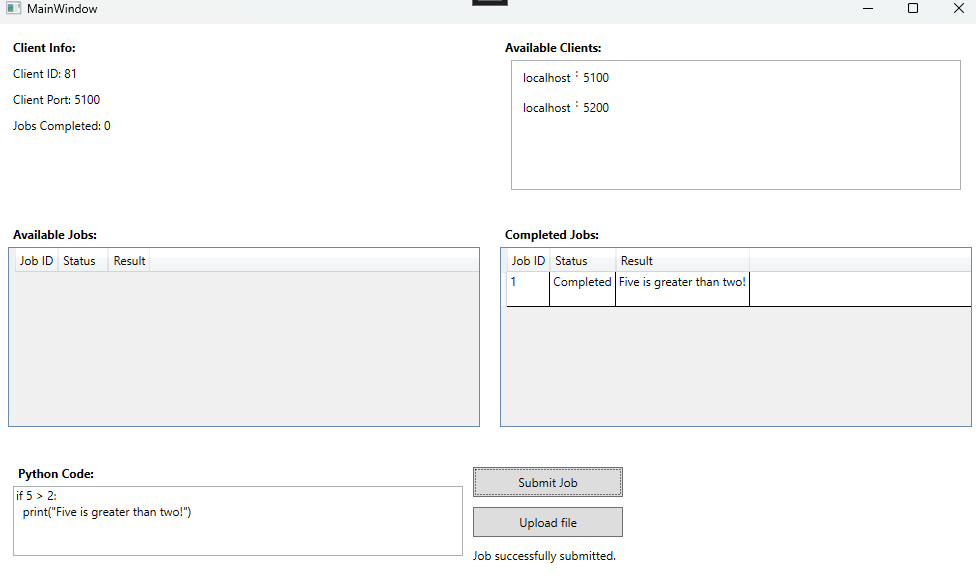 MainWindow
Client Info:
Client ID: 81
Client Port: 5100
Jobs Completed: 0
Available Clients:
localhost : 5100
localhost : 5200
Available Jobs:
Job ID Status Result
Completed Jobs:
Job ID Status Result
1 Completed Five is greater than two!
Python Code:
if 5 > 2:
  print("Five is greater than two!")
Submit Job
Upload file
Job successfully submitted.